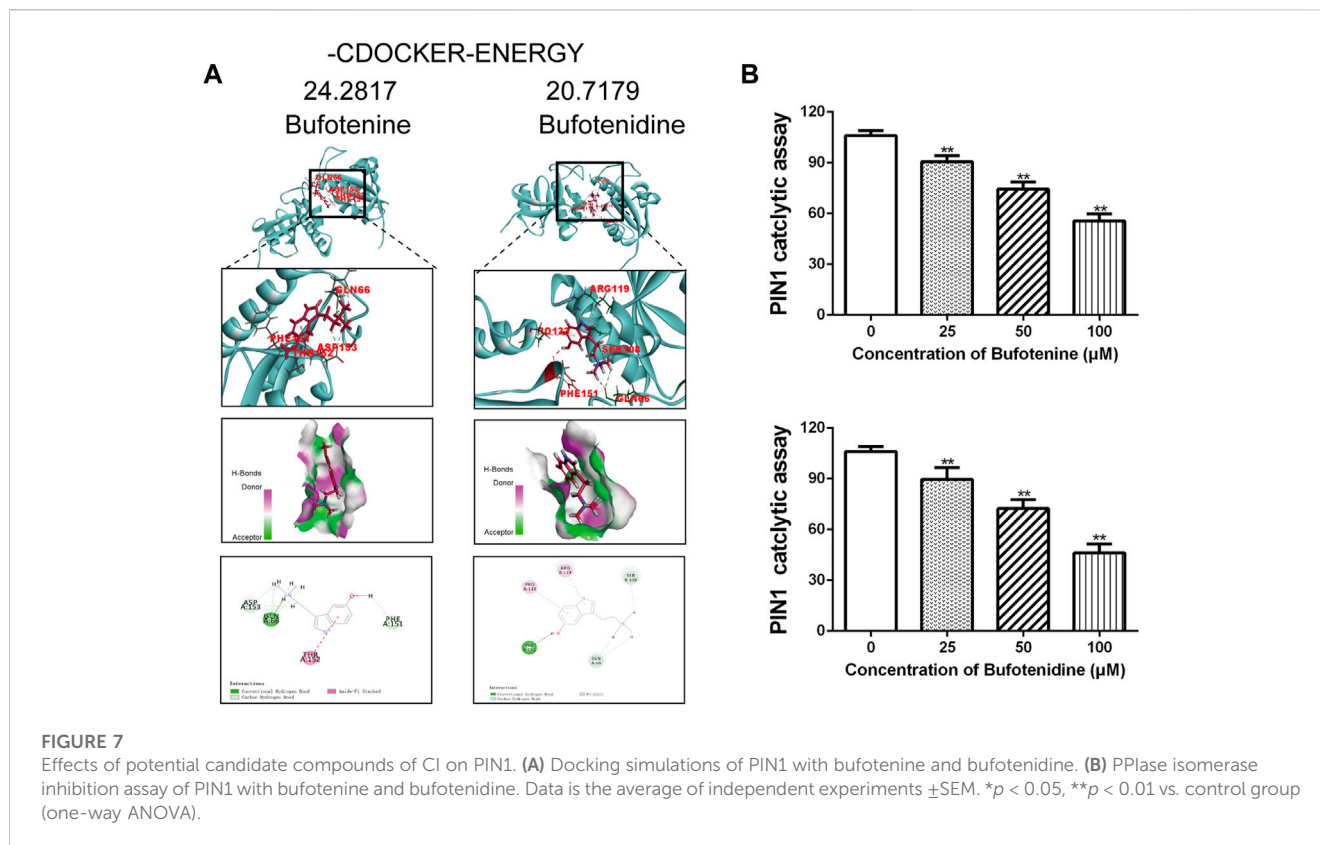 -CDOCKER-ENERGY
A
24.2817
20.7179
Bufotenine
Bufotenidine
GLN66
GLN66
PHE151
THR152
ASP153
ARG119
SER108
PHE151
GLN66
H-Bonds
Donor
Acceptor
H-Bonds
Donor
Acceptor
H
H
H
H
N
H
O
H
ASP
A:153
GLN
A:66
PHE
A:151
THR
A:152
Interactions
Conventional Hydrogen Bond
Carbon Hydrogen Bond
Amide-Pi Stacked
Interactions
Conventional Hydrogen Bond
Carbon Hydrogen Bond
B
PIN1 catclytic assay
120
90
60
30
0
**
**
**
0
25
50
100
Concentration of Bufotenine (µM)
PIN1 catclytic assay
120
90
60
30
0
**
**
**
0
25
50
100
Concentration of Bufotenidine (µM)
FIGURE 7
Effects of potential candidate compounds of CI on PIN1. (A) Docking simulations of PIN1 with bufotenine and bufotenidine. (B) PPIase isomerase
inhibition assay of PIN1 with bufotenine and bufotenidine. Data is the average of independent experiments ±SEM. *p < 0.05, **p < 0.01 vs. control group
(one-way ANOVA).